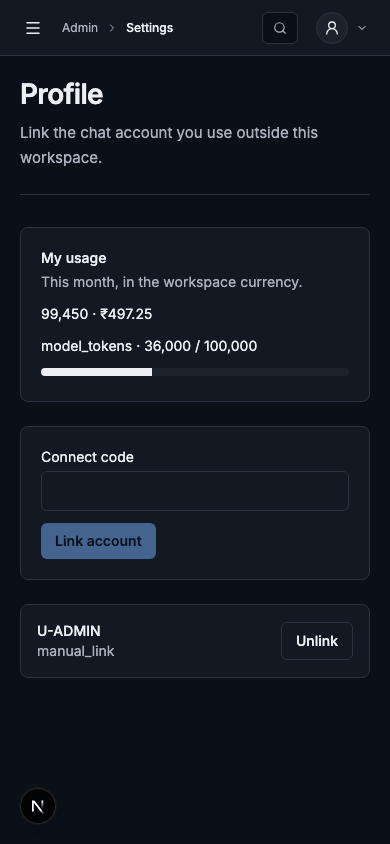 Admin > Settings
Profile
Link the chat account you use outside this
workspace.
My usage
This month, in the workspace currency.
99,450 · ₹497.25
model_tokens · 36,000 / 100,000
Connect code
Link account
U-ADMIN
manual_link
Unlink
N